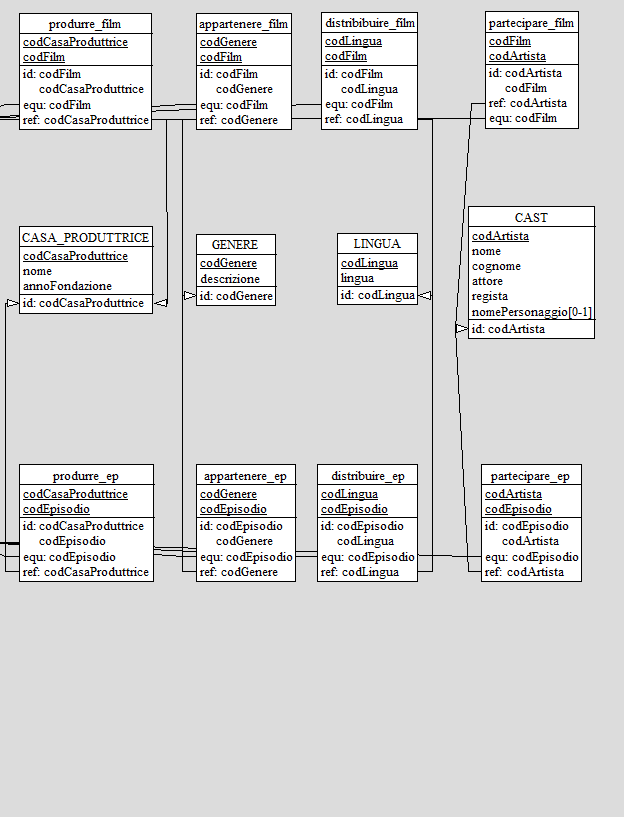 produrre_film
codCasaProduttrice
codFilm
id: codFilm
codCasaProduttrice
equ: codFilm
ref: codCasaProduttrice
appartenere_film
codGenere
codFilm
id: codFilm
codGenere
equ: codFilm
ref: codGenere
distribibuire_film
codLingua
codFilm
id: codFilm
codLingua
equ: codFilm
ref: codLingua
partecipare_film
codFilm
codArtista
id: codArtista
codFilm
ref: codArtista
equ: codFilm
CASA_PRODUTTRICE
codCasaProduttrice
nome
annoFondazione
id: codCasaProduttrice
GENERE
codGenere
descrizione
id: codGenere
LINGUA
codLingua
lingua
id: codLingua
CAST
codArtista
nome
cognome
attore
regista
nomePersonaggio[0-1]
id: codArtista
produrre_ep
codCasaProduttrice
codEpisodio
id: codCasaProduttrice
codEpisodio
equ: codEpisodio
ref: codCasaProduttrice
appartenere_ep
codGenere
codEpisodio
id: codEpisodio
codGenere
equ: codEpisodio
ref: codGenere
distribuire_ep
codLingua
codEpisodio
id: codEpisodio
codLingua
equ: codEpisodio
ref: codLingua
partecipare_ep
codArtista
codEpisodio
id: codEpisodio
codArtista
equ: codEpisodio
ref: codArtista